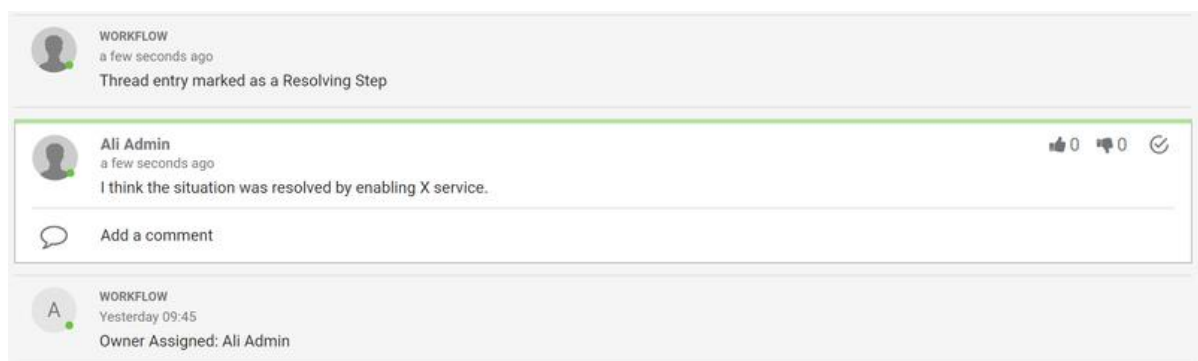 WORKFLOW
a few seconds ago
Thread entry marked as a Resolving Step
Ali Admin
0 0
a few seconds ago
I think the situation was resolved by enabling X service.
Add a comment
A
WORKFLOW
Yesterday 09:45
Owner Assigned: Ali Admin